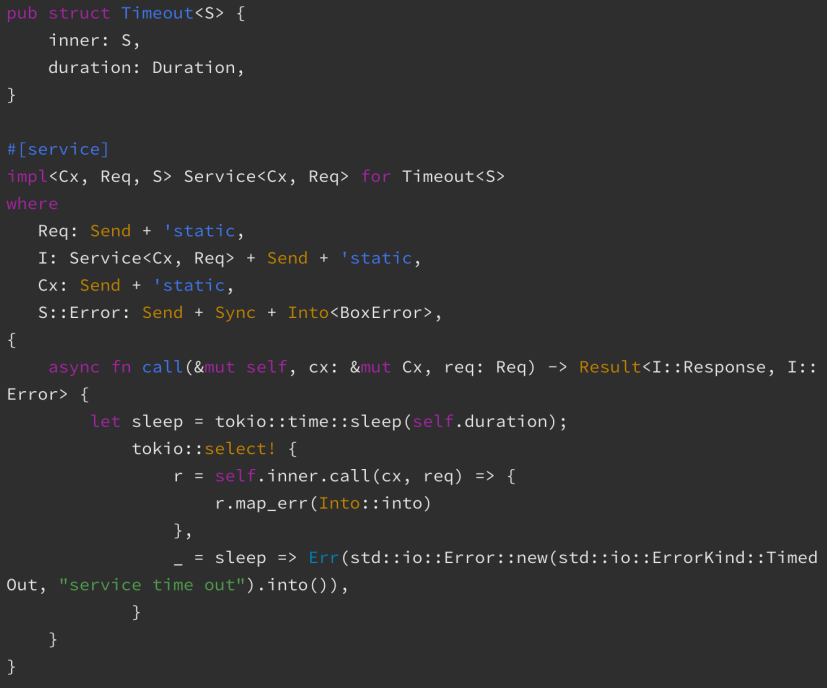 pub struct Timeout<S> {
    inner: S,
    duration: Duration,
}

#[service]
impl<Cx, Req, S> Service<Cx, Req> for Timeout<S>
where
   Req: Send + 'static,
   I: Service<Cx, Req> + Send + 'static,
   Cx: Send + 'static,
   S::Error: Send + Sync + Into<BoxError>,
{
    async fn call(&mut self, cx: &mut Cx, req: Req) -> Result<I::Response, I::
Error> {
        let sleep = tokio::time::sleep(self.duration);
            tokio::select! {
                r = self.inner.call(cx, req) => {
                    r.map_err(Into::into)
                },
                _ = sleep => Err(std::io::Error::new(std::io::ErrorKind::Timed
Out, "service time out").into()),
            }
    }
}